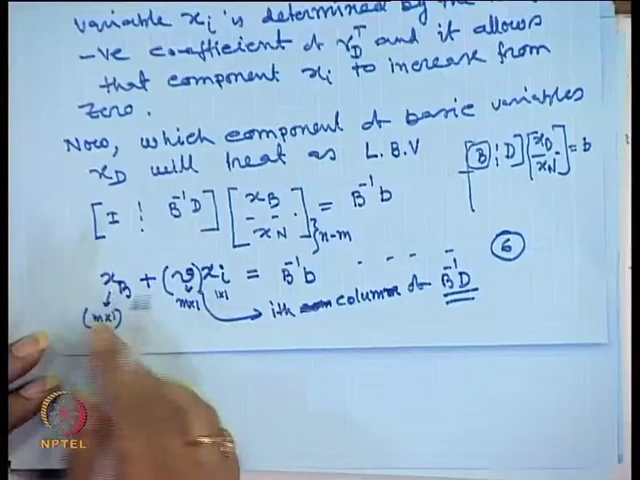 variable xᵢ is determined by the
-ve coefficient of r_D^T and it allows
that component xᵢ to increase from
zero.
Now, which component of basic variables
x_D will treat as L.B.V
[B ⋮ D] [x_D / x_N] = b
[I ⋮ B⁻¹D] [x_B / x_N] = B⁻¹b
}n-m
x_B + (υ)xᵢ = B⁻¹b - - - - ⑥
(m×1) m×1 1×1 ith column of B⁻¹D
NPTEL